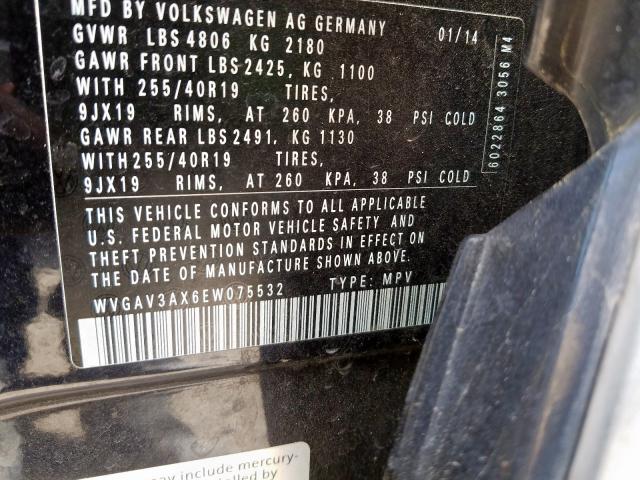 MFD BY VOLKSWAGEN AG GERMANY 01/14
GVWR LBS 4806 KG 2180
GAWR FRONT LBS 2425, KG 1100
WITH 255/40R19 TIRES,
9JX19 RIMS, AT 260 KPA, 38 PSI COLD
GAWR REAR LBS 2491, KG 1130
WITH 255/40R19 TIRES,
9JX19 RIMS, AT 260 KPA, 38 PSI COLD
THIS VEHICLE CONFORMS TO ALL APPLICABLE
U.S. FEDERAL MOTOR VEHICLE SAFETY AND
THEFT PREVENTION STANDARDS IN EFFECT ON
THE DATE OF MANUFACTURE SHOWN ABOVE.
WVGAV3AX6EW075532 TYPE: MPV
6022864 3056 M4
may include mercury-
led by